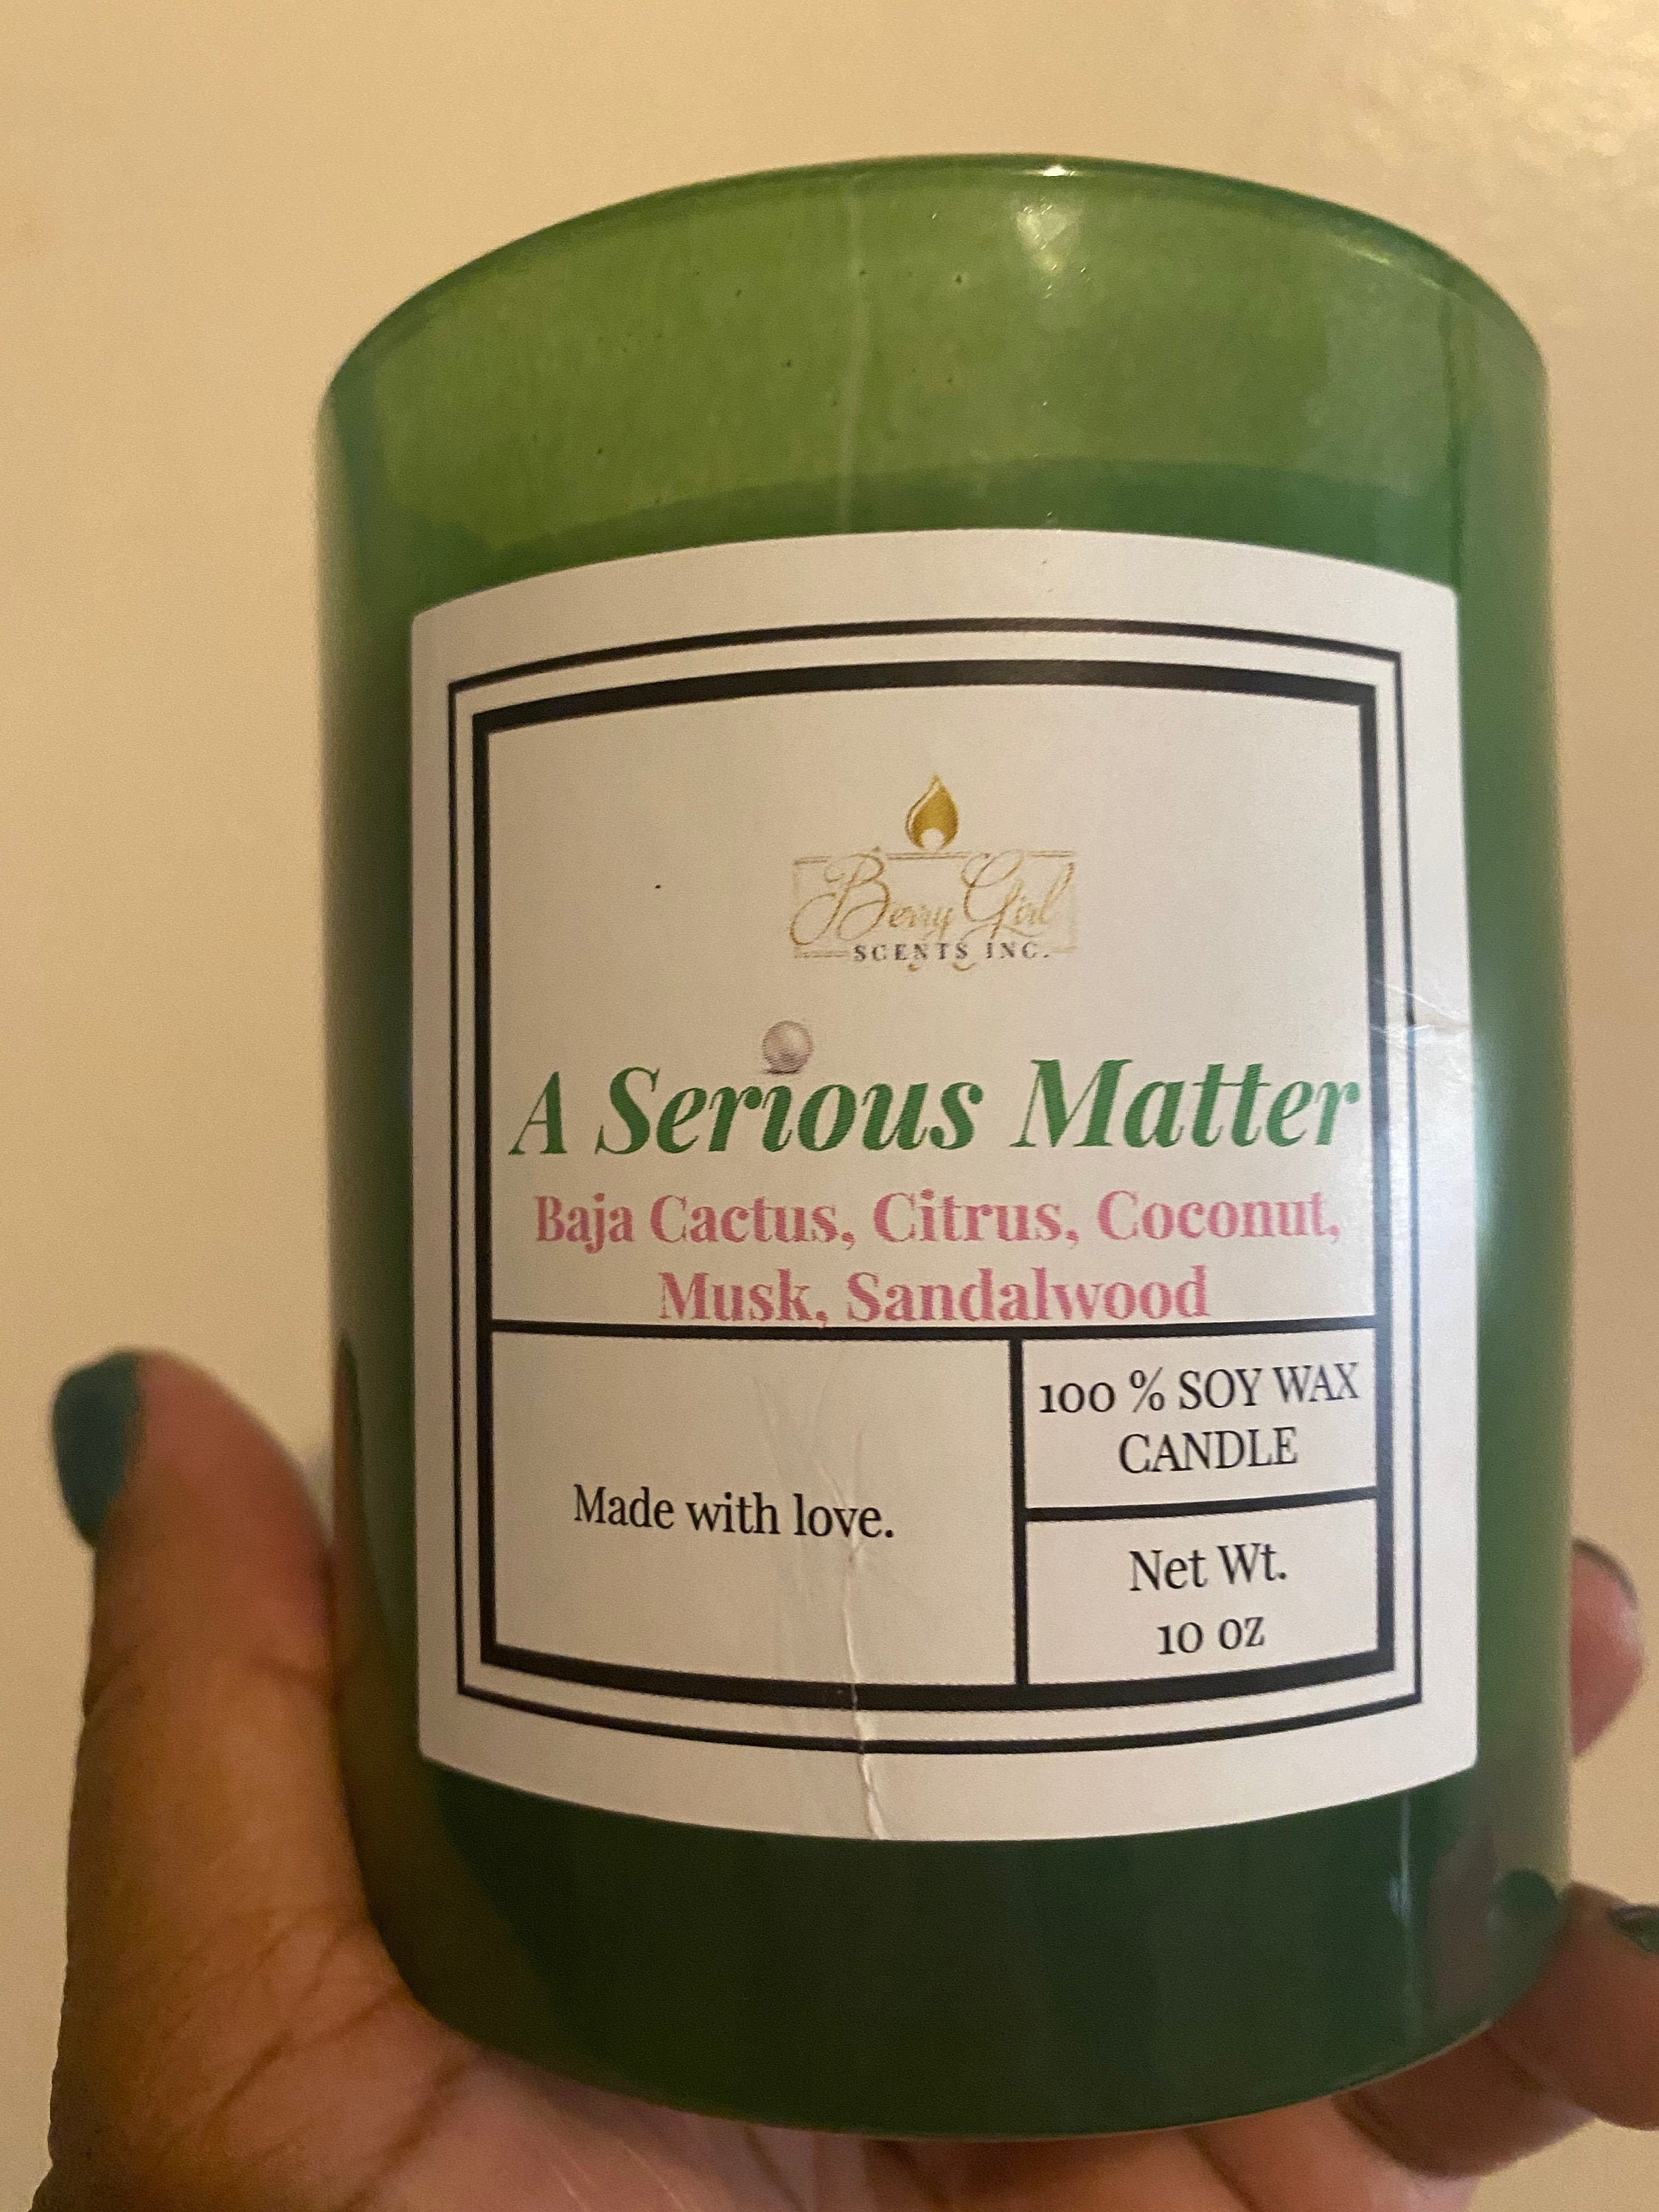 Berry Girl
SCENTS INC.
A Serious Matter
Baja Cactus, Citrus, Coconut,
Musk, Sandalwood
Made with love.
100 % SOY WAX
CANDLE
Net Wt.
10 oz